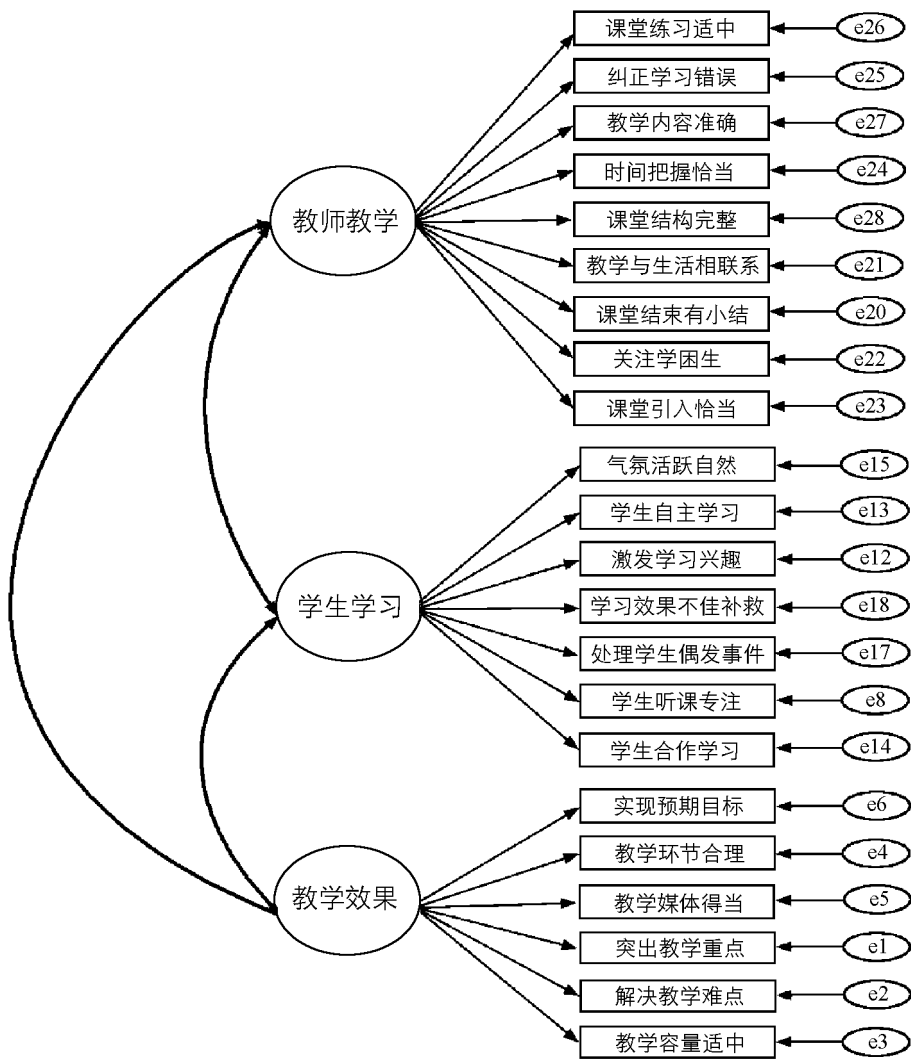 课堂练习适中 e26
纠正学习错误 e25
教学内容准确 e27
时间把握恰当 e24
教师教学
课堂结构完整 e28
教学与生活相联系 e21
课堂结束有小结 e20
关注学困生 e22
课堂引入恰当 e23
气氛活跃自然 e15
学生自主学习 e13
激发学习兴趣 e12
学生学习
学习效果不佳补救 e18
处理学生偶发事件 e17
学生听课专注 e8
学生合作学习 e14
实现预期目标 e6
教学环节合理 e4
教学效果
教学媒体得当 e5
突出教学重点 e1
解决教学难点 e2
教学容量适中 e3